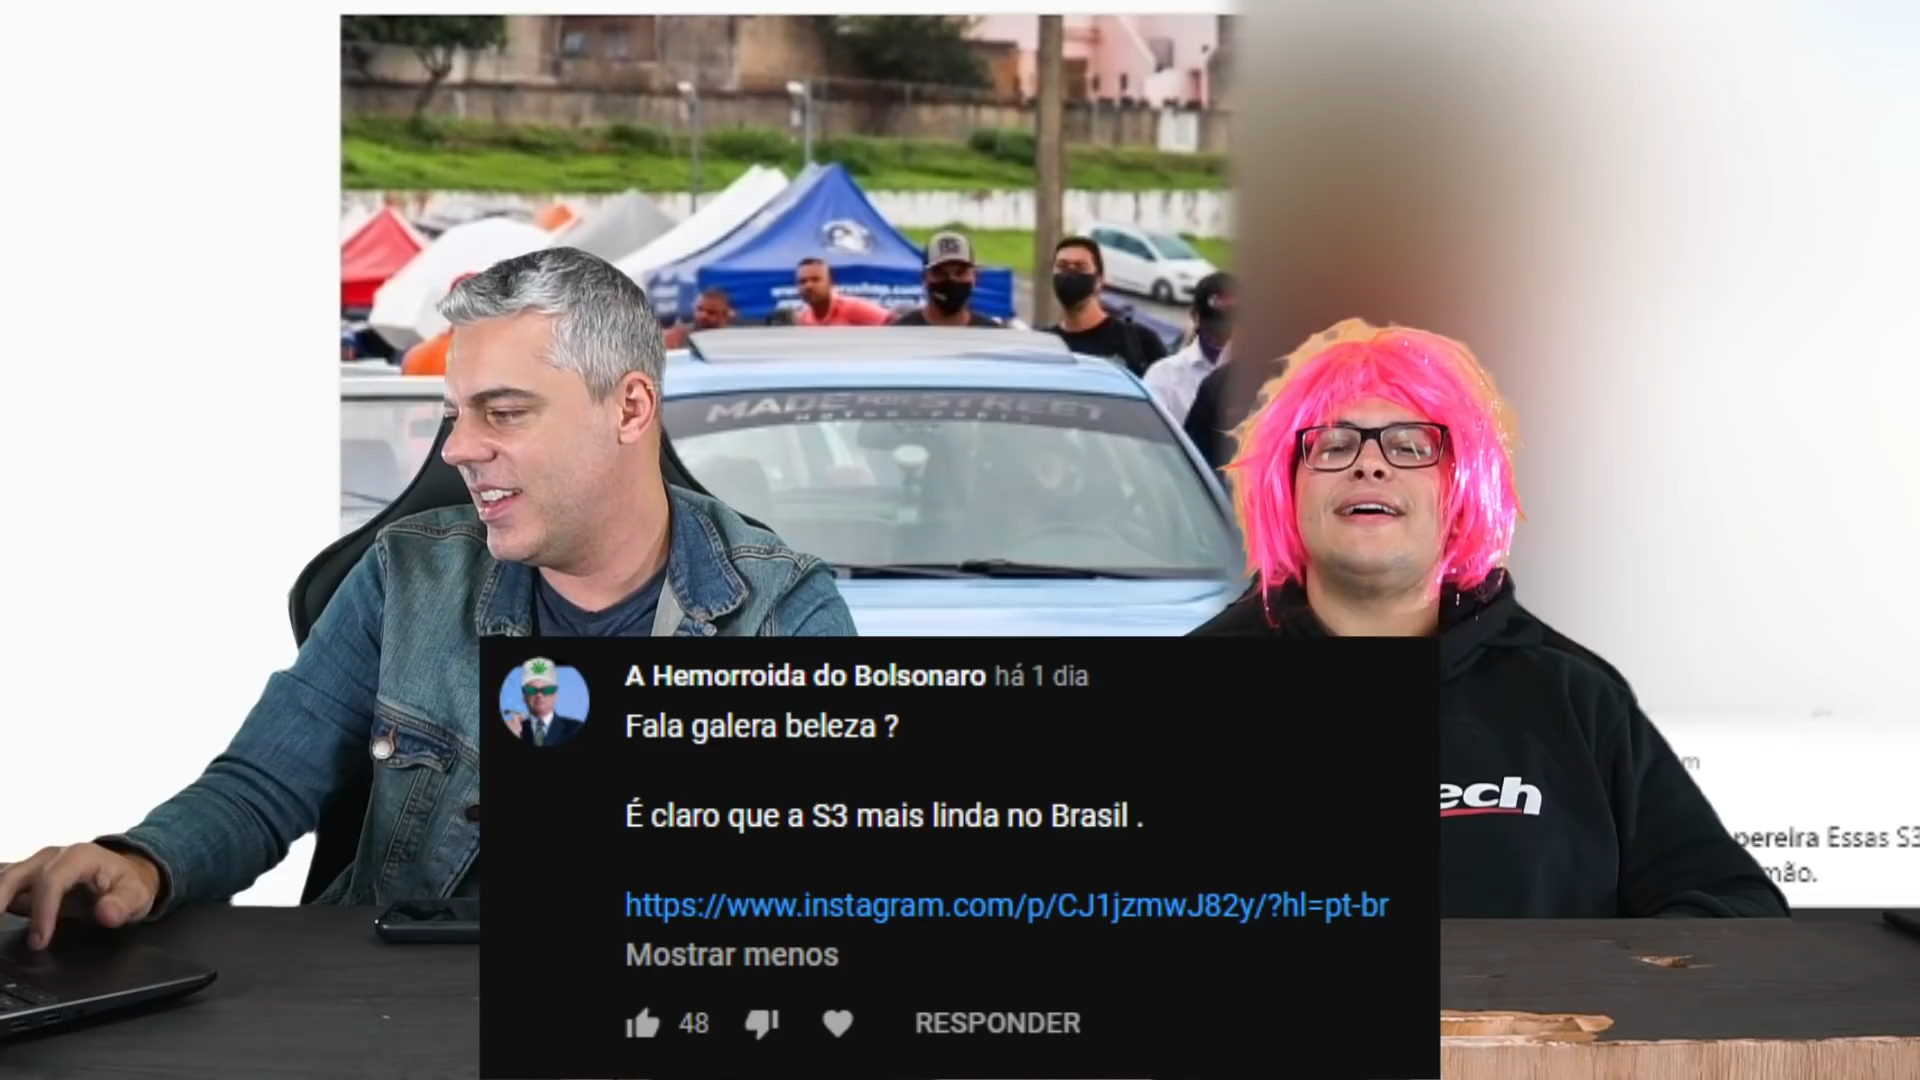 MADE FOR STREET
MOTORSPORT
A Hemorroida do Bolsonaro há 1 dia
Fala galera beleza ?
É claro que a S3 mais linda no Brasil .
https://www.instagram.com/p/CJ1jzmwJ82y/?hl=pt-br
Mostrar menos
48
RESPONDER
ech
m
pereira Essas S3
mão.